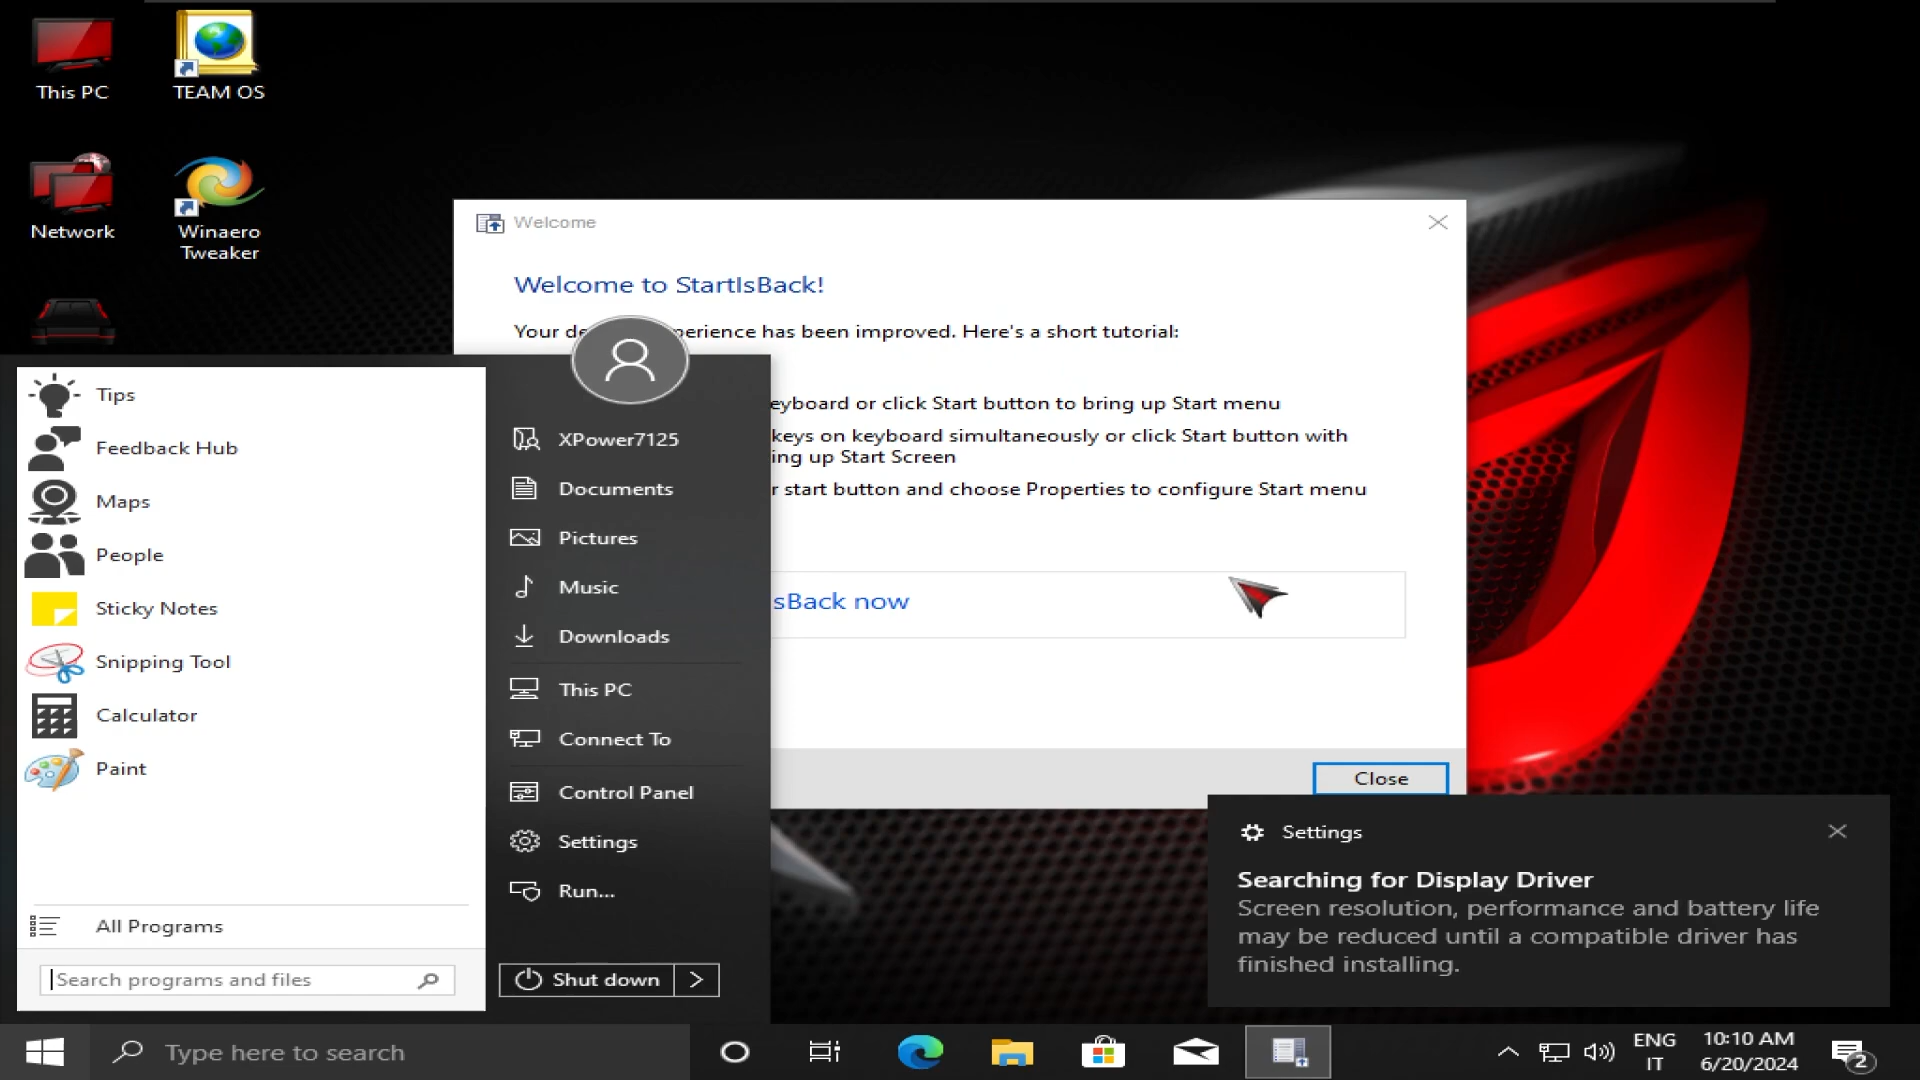 This PC
TEAM OS
Network
Winaero
Tweaker
Welcome
Welcome to StartIsBack!
Your de perience has been improved. Here's a short tutorial:
eyboard or click Start button to bring up Start menu
keys on keyboard simultaneously or click Start button with
ing up Start Screen
r start button and choose Properties to configure Start menu
sBack now
Close
Tips
Feedback Hub
Maps
People
Sticky Notes
Snipping Tool
Calculator
Paint
All Programs
Search programs and files
XPower7125
Documents
Pictures
Music
Downloads
This PC
Connect To
Control Panel
Settings
Run...
Shut down
Settings
Searching for Display Driver
Screen resolution, performance and battery life
may be reduced until a compatible driver has
finished installing.
Type here to search
ENG
IT
10:10 AM
6/20/2024
2